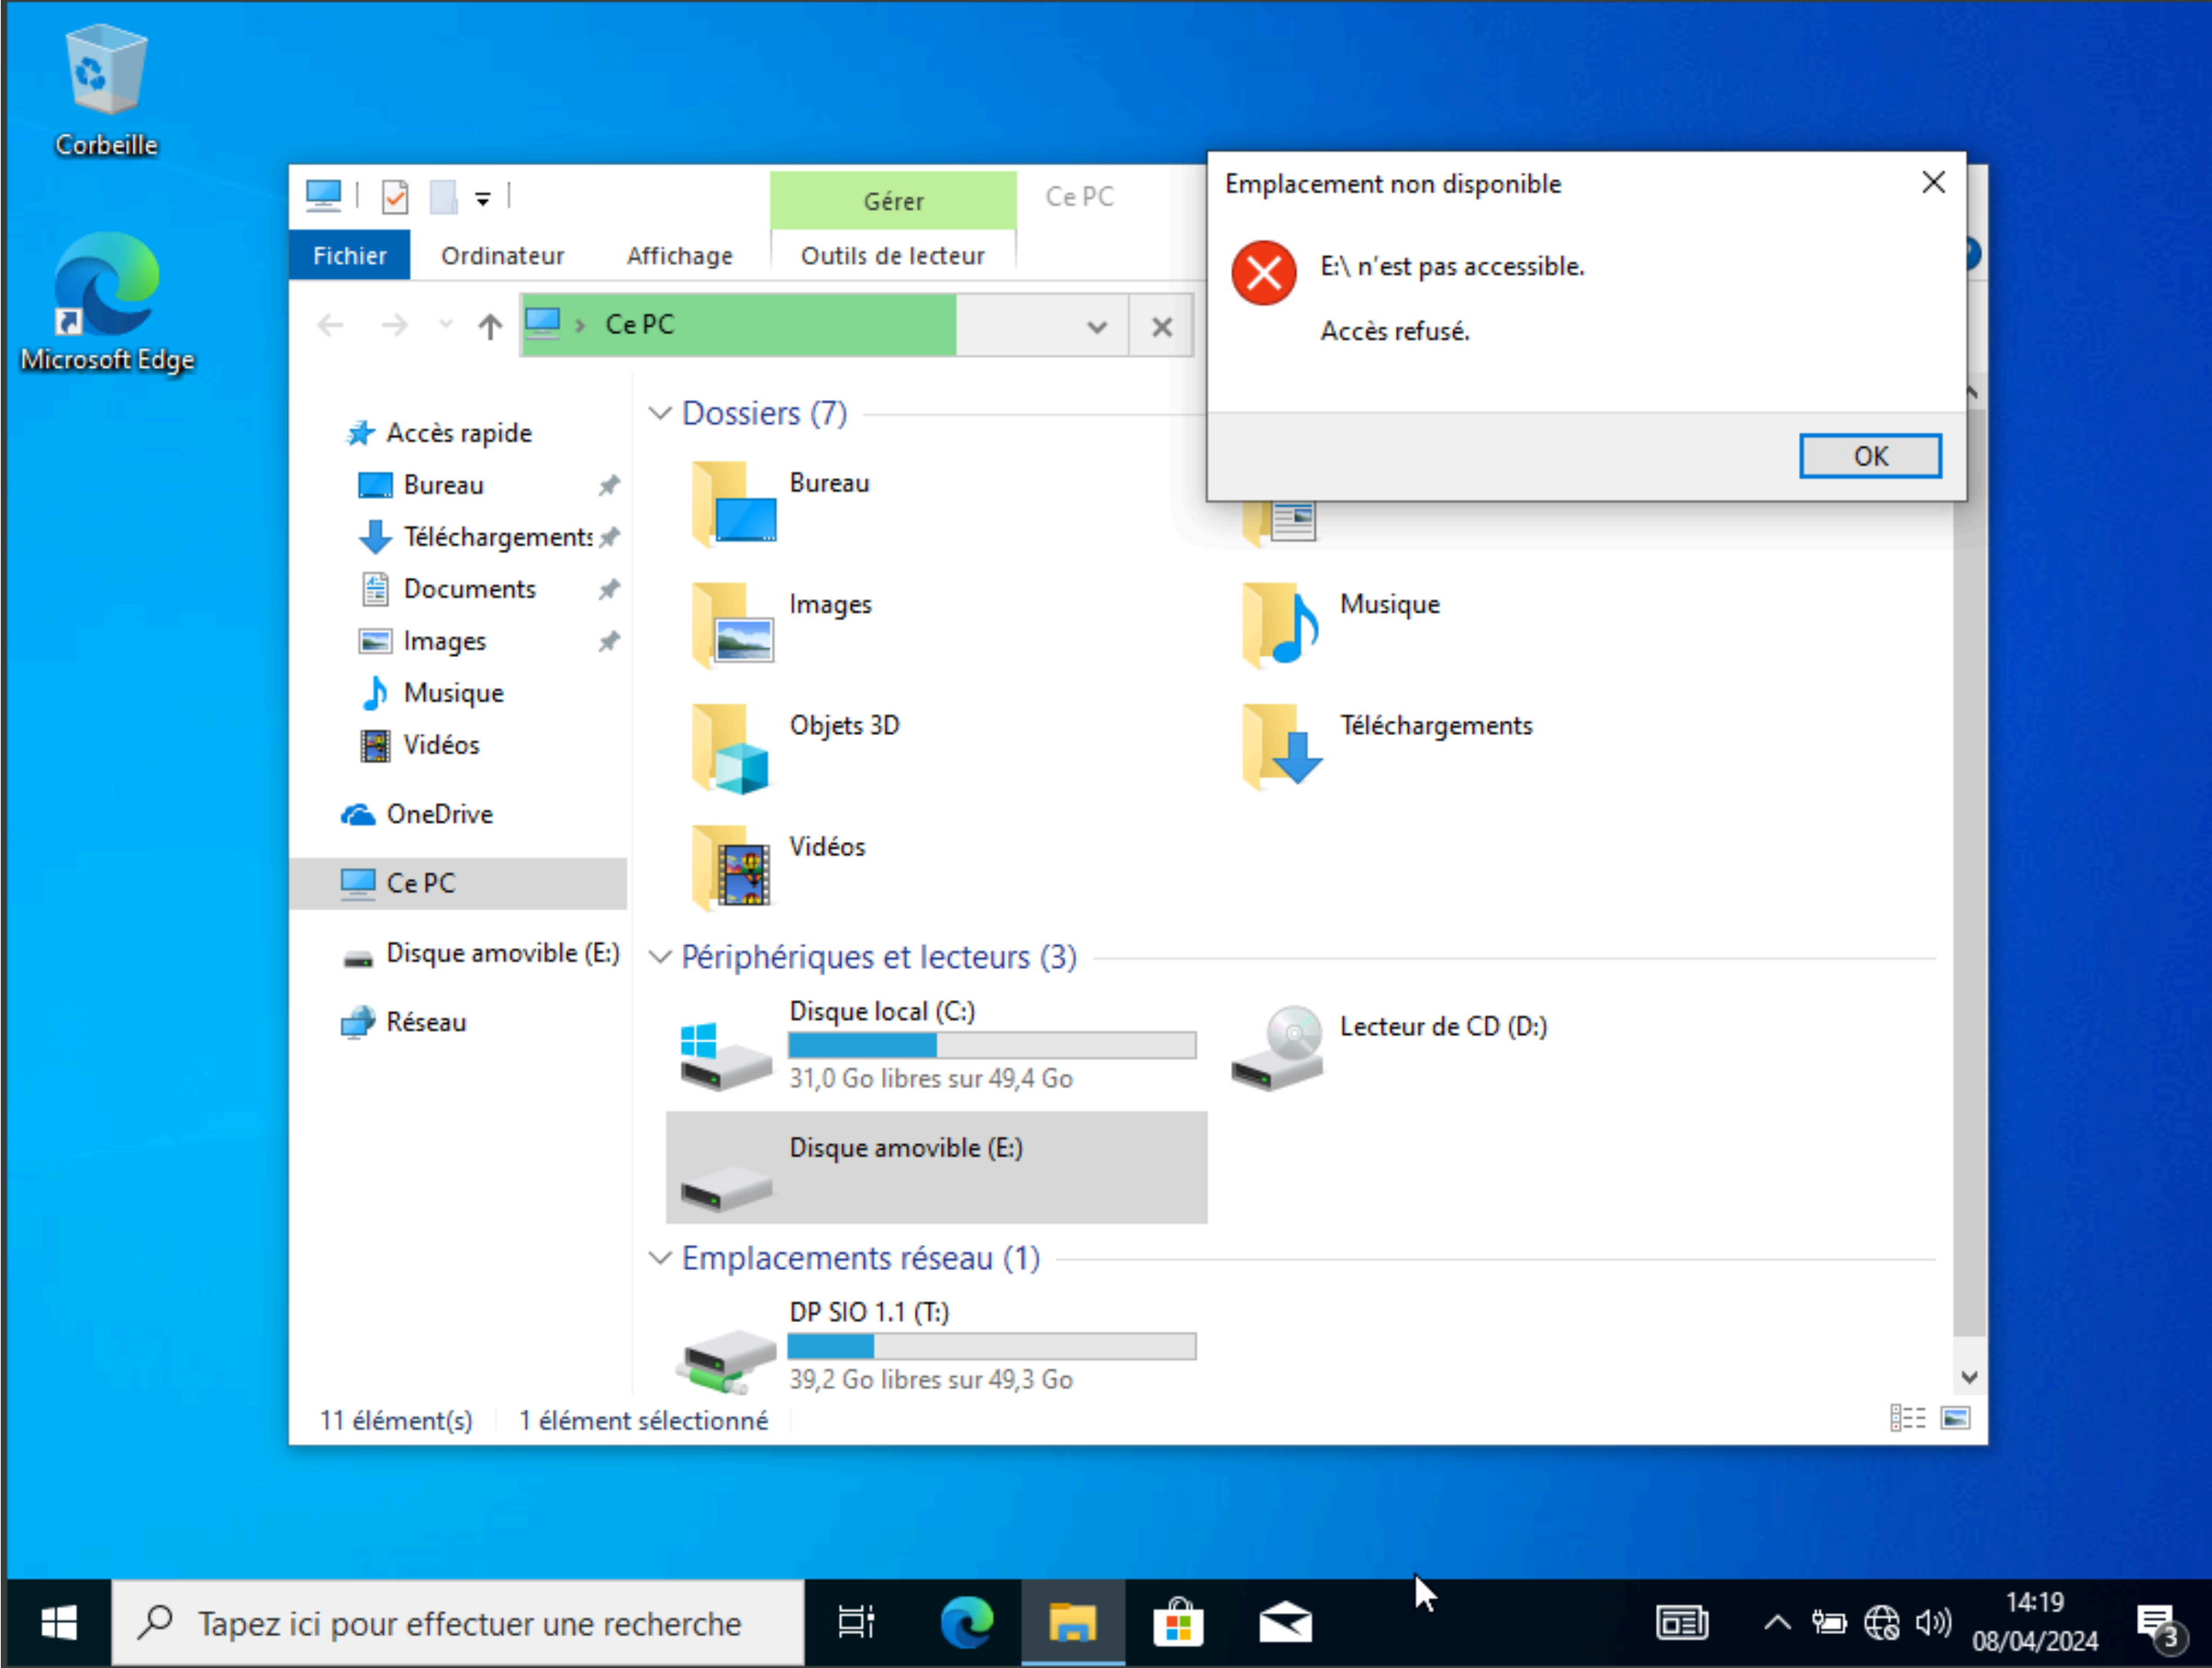 Corbeille
Microsoft Edge
Gérer
Ce PC
Fichier
Ordinateur
Affichage
Outils de lecteur
Ce PC
Emplacement non disponible
E:\ n'est pas accessible.
Accès refusé.
OK
Accès rapide
Bureau
Téléchargements
Documents
Images
Musique
Vidéos
OneDrive
Ce PC
Disque amovible (E:)
Réseau
Dossiers (7)
Bureau
Images
Musique
Objets 3D
Téléchargements
Vidéos
Périphériques et lecteurs (3)
Disque local (C:)
31,0 Go libres sur 49,4 Go
Lecteur de CD (D:)
Disque amovible (E:)
Emplacements réseau (1)
DP SIO 1.1 (T:)
39,2 Go libres sur 49,3 Go
11 élément(s)
1 élément sélectionné
Tapez ici pour effectuer une recherche
14:19
08/04/2024
3